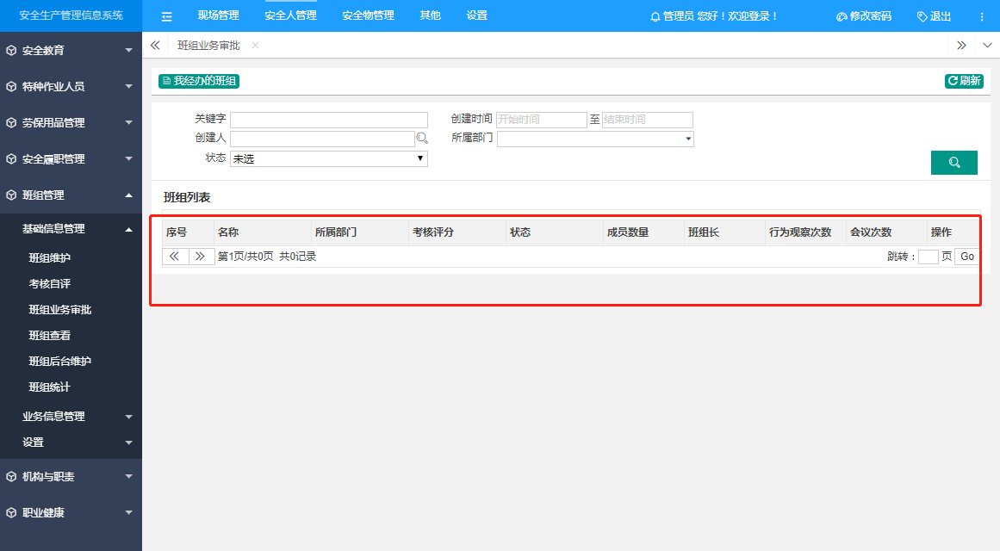 安全生产管理信息系统
现场管理 安全人管理 安全物管理 其他 设置
管理员 您好！欢迎登录！ 修改密码 退出
班组业务审批
安全教育
特种作业人员
劳保用品管理
安全履职管理
班组管理
基础信息管理
班组维护
考核自评
班组业务审批
班组查看
班组后台维护
班组统计
业务信息管理
设置
机构与职责
职业健康
我经办的班组 刷新
关键字 创建时间 开始时间 至 结束时间
创建人 所属部门
状态 未选
班组列表
序号 名称 所属部门 考核评分 状态 成员数量 班组长 行为观察次数 会议次数 操作
第1页/共0页 共0记录 跳转： 页 Go